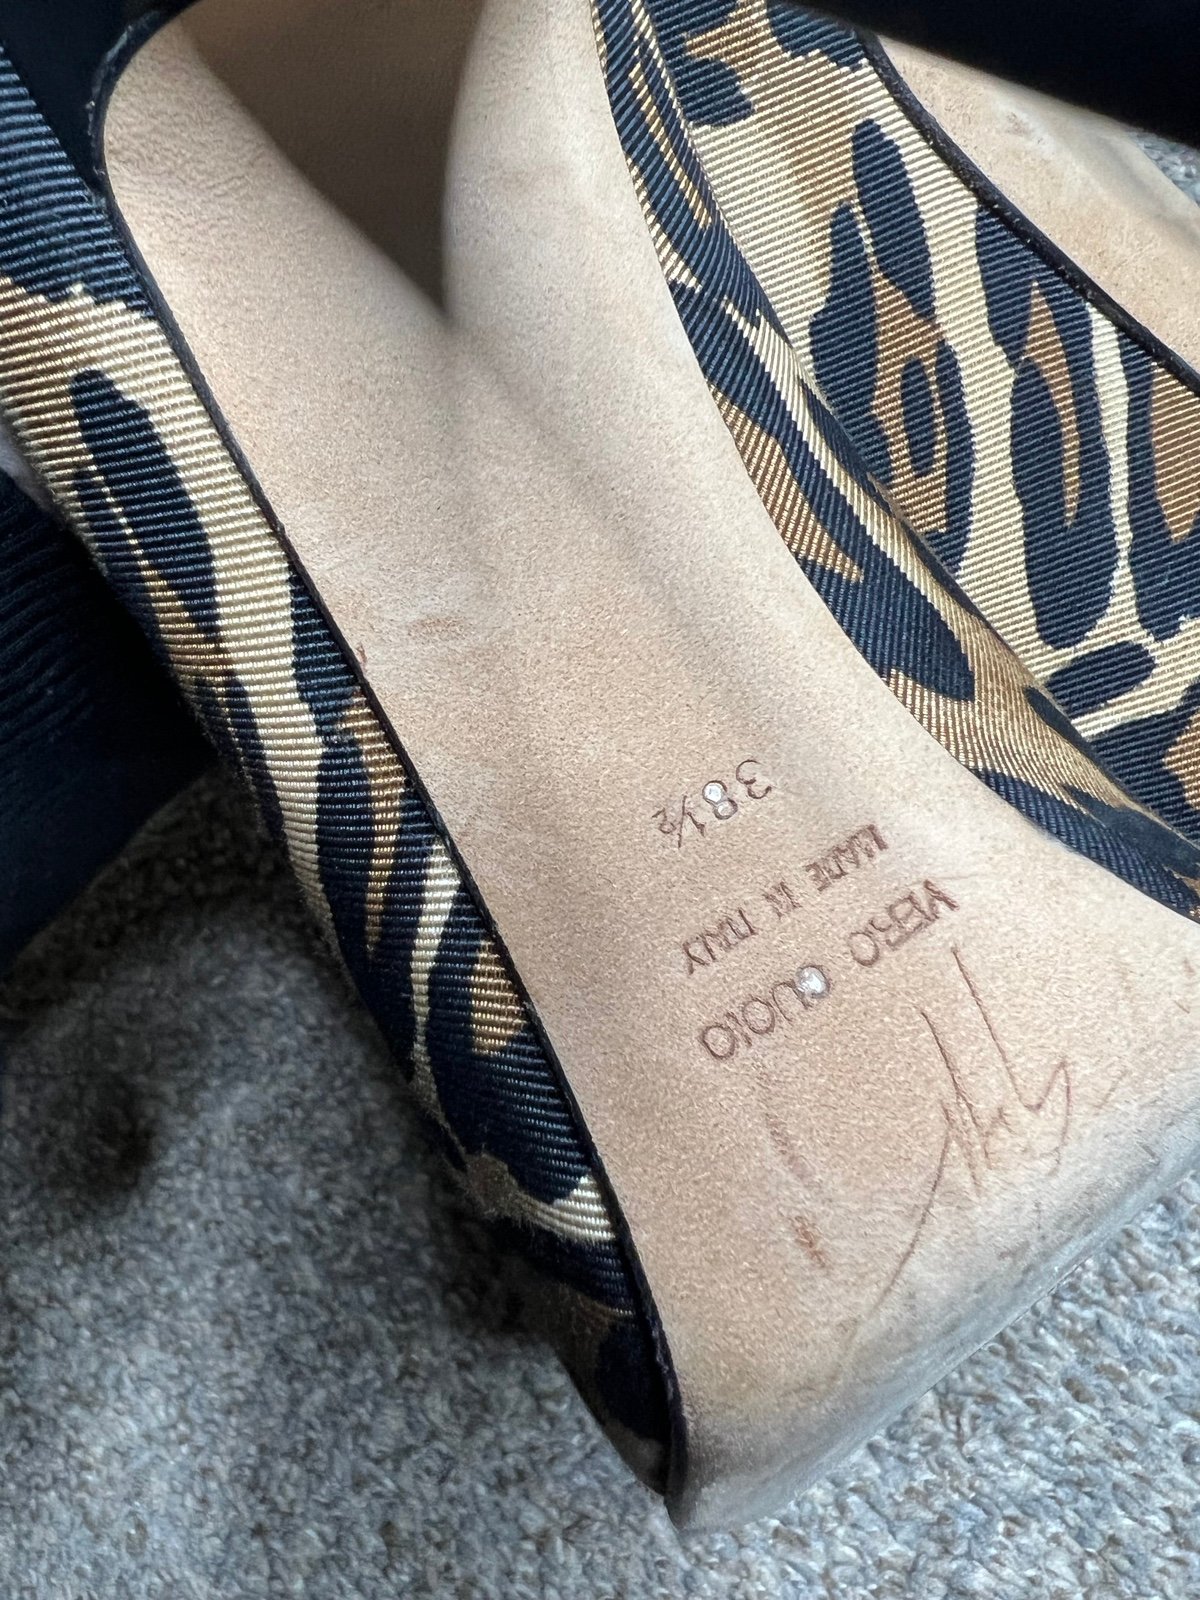 VERO CUOIO
MADE IN ITALY
38½